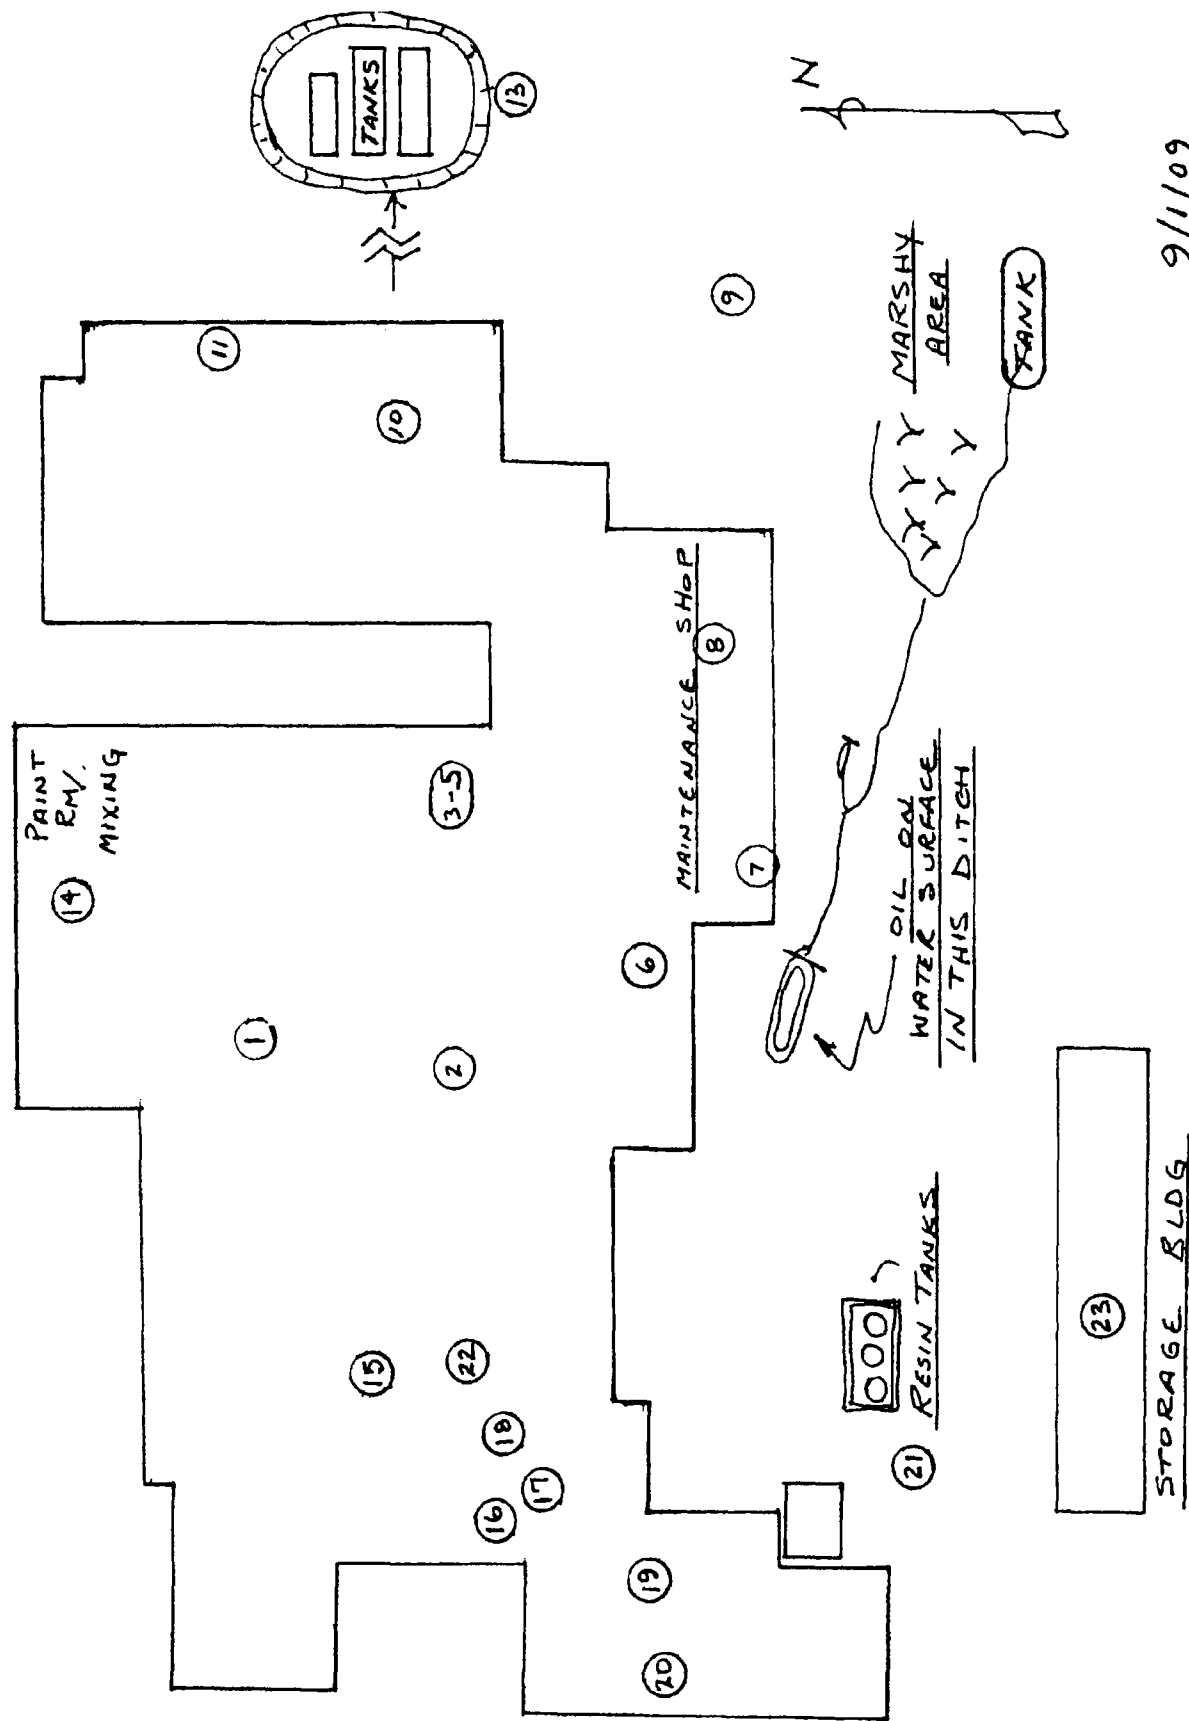 PAINT
RM/.
MIXING
14
11
1
TANKS
15
10
3-5
2
22
16
18
13
17
6
19
20
MAINTENANCE SHOP
8
9
7
N
OIL ON
WATER SURFACE
IN THIS DITCH
MARSHY
AREA
21
RESIN TANKS
TANK
23
STORAGE BLDG
9/1/09